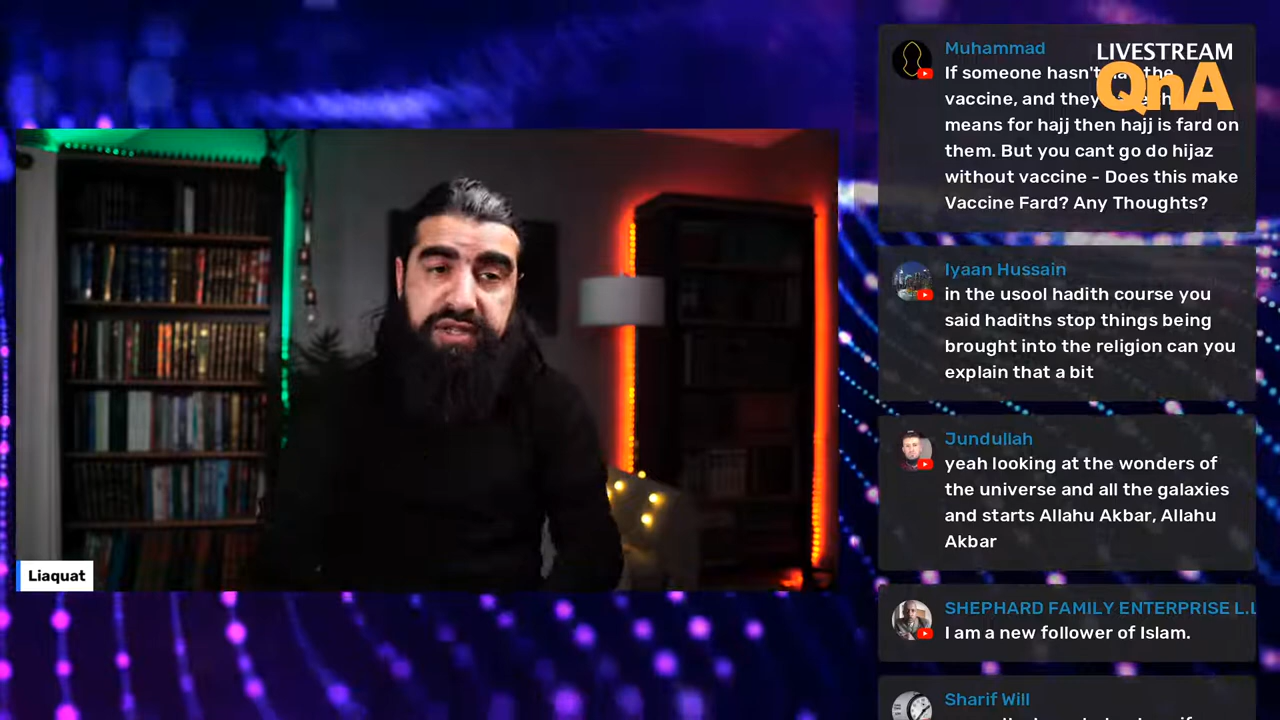 LIVESTREAM
QnA
Muhammad
If someone hasn't the
vaccine, and they
means for hajj then hajj is fard on
them. But you cant go do hijaz
without vaccine - Does this make
Vaccine Fard? Any Thoughts?
Iyaan Hussain
in the usool hadith course you
said hadiths stop things being
brought into the religion can you
explain that a bit
Jundullah
yeah looking at the wonders of
the universe and all the galaxies
and starts Allahu Akbar, Allahu
Akbar
SHEPHARD FAMILY ENTERPRISE
I am a new follower of Islam.
Sharif Will
Liaquat